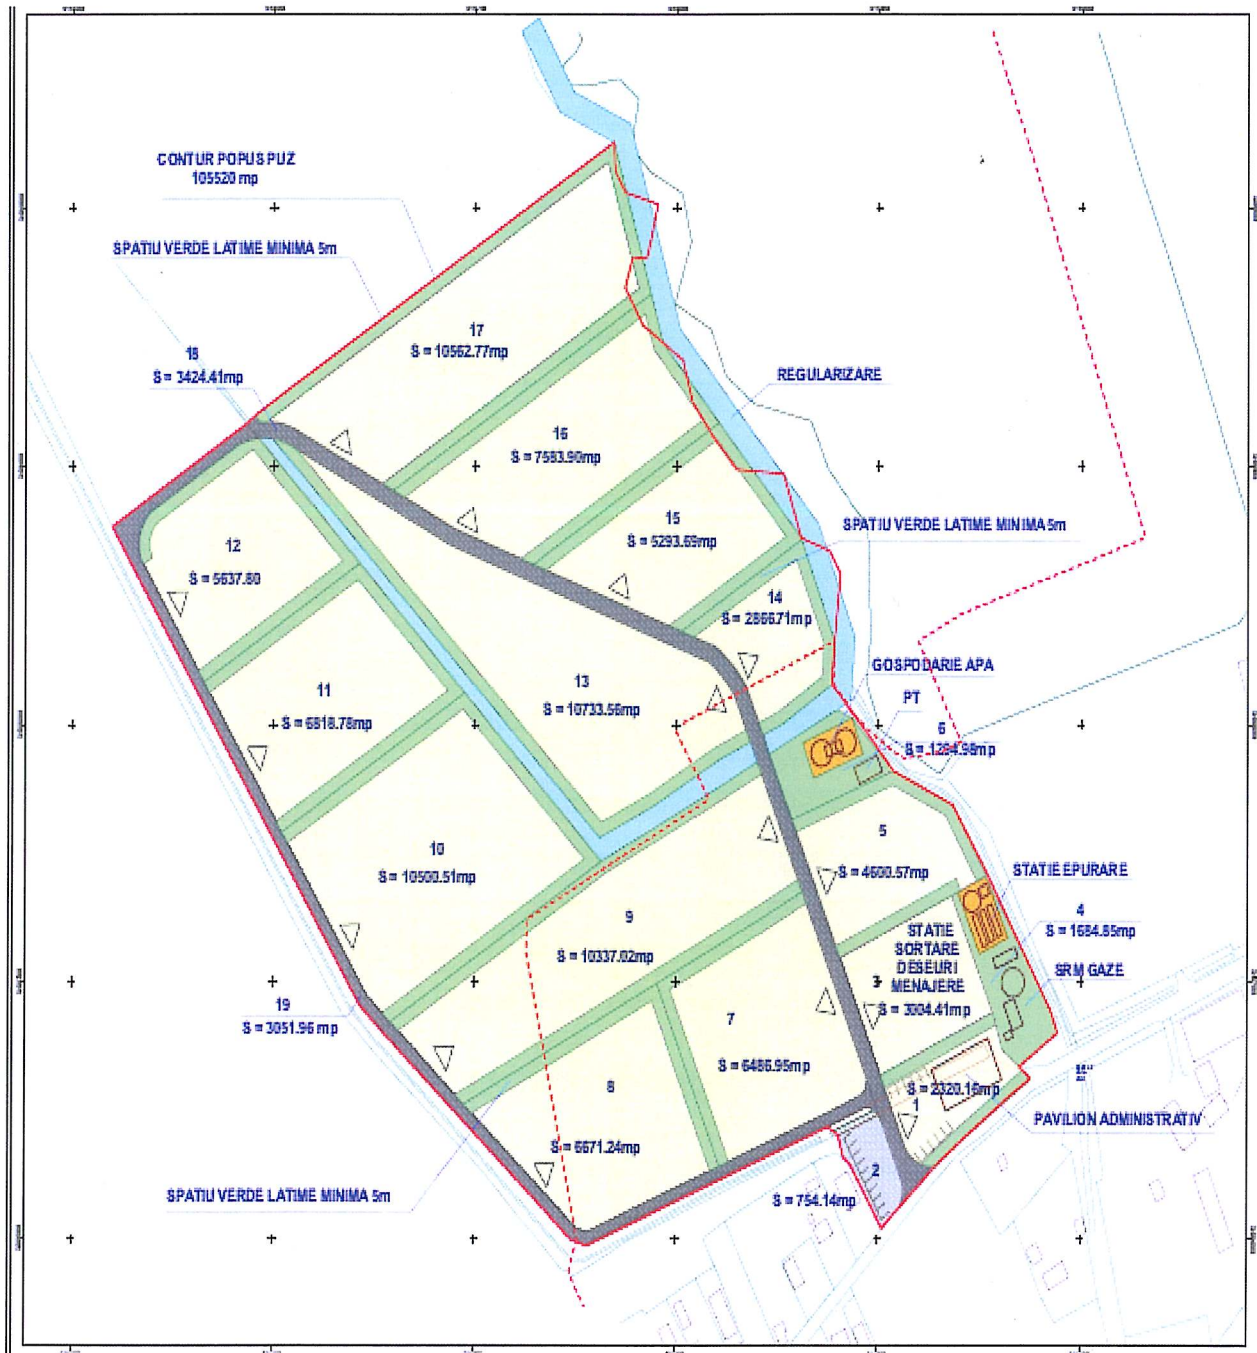 CONTUR POPUS PUZ
105520 mp
SPATIU VERDE LATIME MINIMA 5m
17
S = 10562.77mp
18
S = 3424.41mp
REGULARIZARE
16
S = 7583.90mp
15
S = 5293.69mp
SPATIU VERDE LATIME MINIMA 5m
12
S = 5637.80
14
S = 2866.71mp
GOSPODARIE APA
PT
13
S = 10733.56mp
11
S = 6818.78mp
6
5
S = 4600.57mp
10
S = 10500.51mp
STATIE EPURARE
4
S = 1684.85mp
9
S = 10337.02mp
STATIE
SORTARE
DESEURI
MENAJERE
3
S = 3004.41mp
SRM GAZE
19
S = 3051.96 mp
7
S = 6486.95mp
8
S = 6671.24mp
S = 2320.16mp
1
PAVILION ADMINISTRATIV
2
S = 754.14mp
SPATIU VERDE LATIME MINIMA 5m